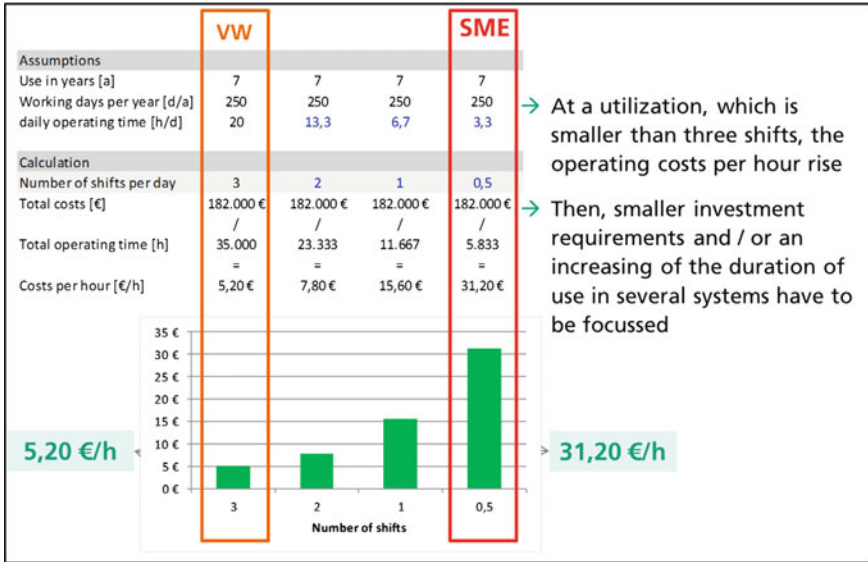 VW SME
Assumptions
Use in years [a] 7 7 7 7
Working days per year [d/a] 250 250 250 250
daily operating time [h/d] 20 13,3 6,7 3,3
Calculation
Number of shifts per day 3 2 1 0,5
Total costs [€] 182.000 € 182.000 € 182.000 € 182.000 €
/ / / /
Total operating time [h] 35.000 23.333 11.667 5.833
= = = =
Costs per hour [€/h] 5,20 € 7,80 € 15,60 € 31,20 €
→ At a utilization, which is
smaller than three shifts, the
operating costs per hour rise
→ Then, smaller investment
requirements and / or an
increasing of the duration of
use in several systems have to
be focussed
35 €
30 €
25 €
20 €
15 €
10 €
5 €
0 €
3 2 1 0,5
Number of shifts
5,20 €/h
31,20 €/h